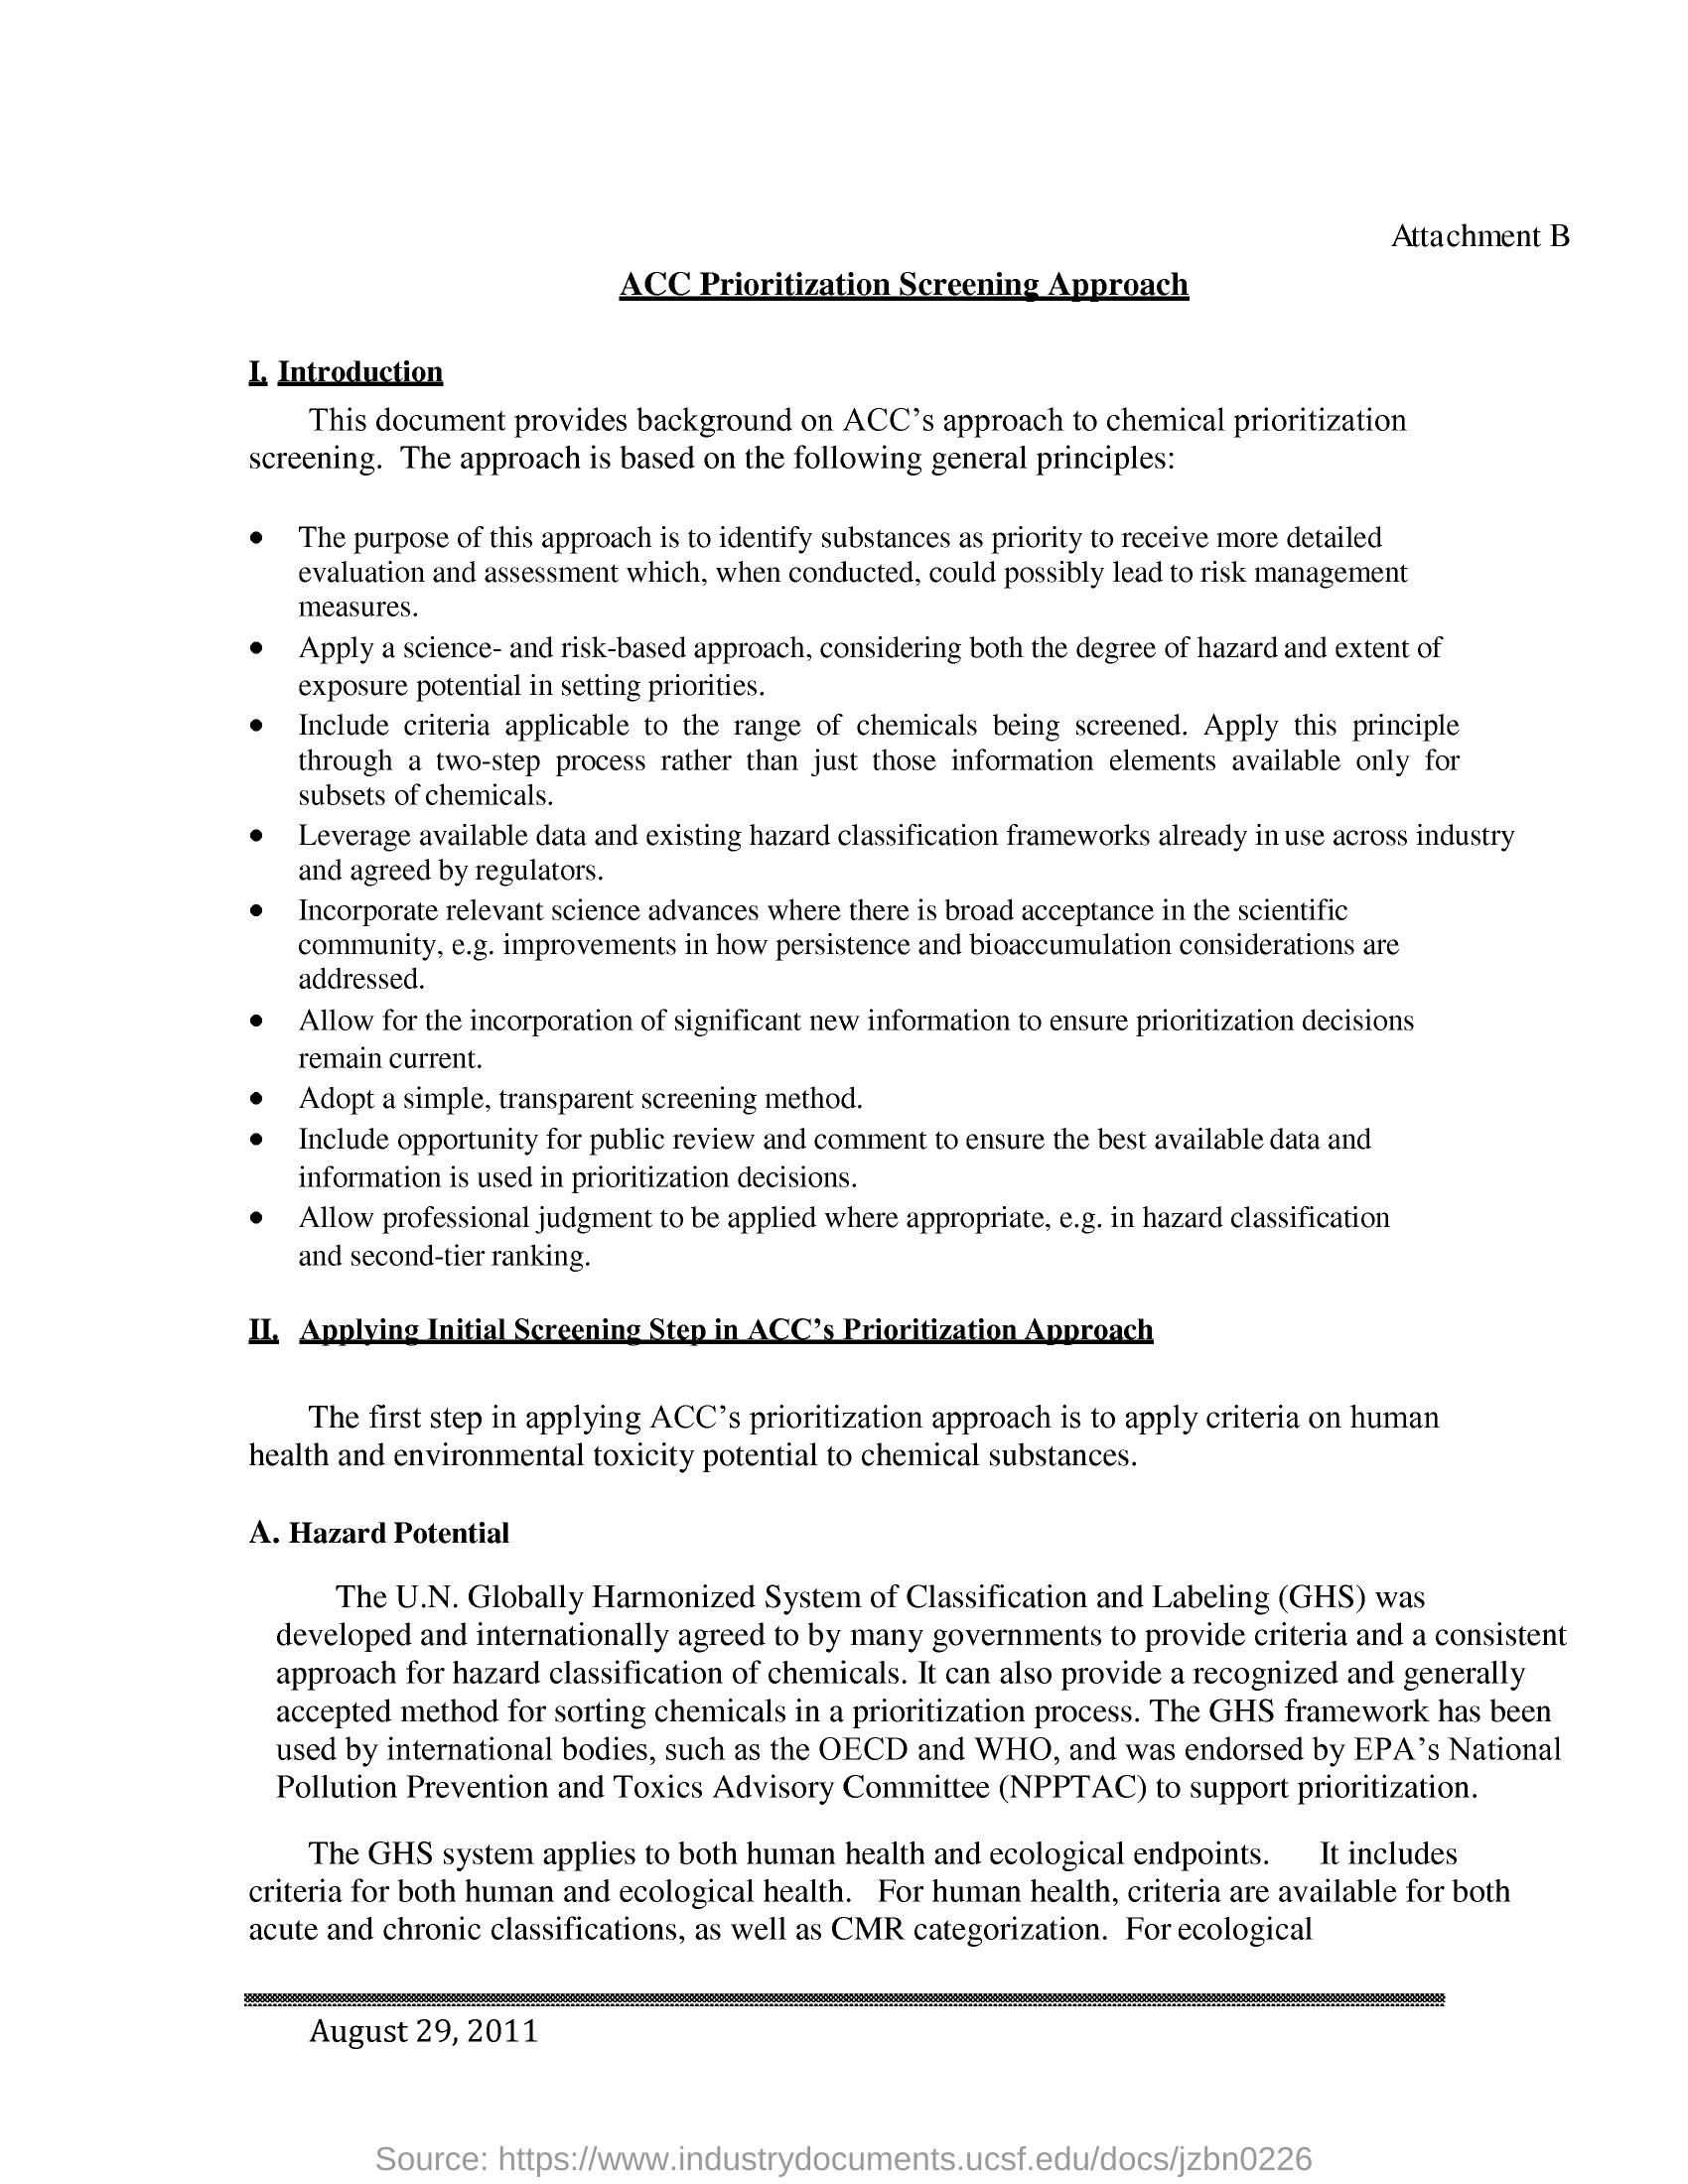 Attachment B
ACC Prioritization Screening Approach
I. Introduction
This document provides background on ACC’s approach to chemical prioritization
screening. The approach is based on the following general principles:
• The purpose of this approach is to identify substances as priority to receive more detailed
evaluation and assessment which, when conducted, could possibly lead to risk management
measures.
• Apply a science- and risk-based approach, considering both the degree of hazard and extent of
exposure potential in setting priorities.
• Include criteria applicable to the range of chemicals being screened. Apply this principle
through a two-step process rather than just those information elements available only for
subsets of chemicals.
• Leverage available data and existing hazard classification frameworks already in use across industry
and agreed by regulators.
• Incorporate relevant science advances where there is broad acceptance in the scientific
community, e.g. improvements in how persistence and bioaccumulation considerations are
addressed.
• Allow for the incorporation of significant new information to ensure prioritization decisions
remain current.
• Adopt a simple, transparent screening method.
• Include opportunity for public review and comment to ensure the best available data and
information is used in prioritization decisions.
• Allow professional judgment to be applied where appropriate, e.g. in hazard classification
and second-tier ranking.
II. Applying Initial Screening Step in ACC’s Prioritization Approach
The first step in applying ACC’s prioritization approach is to apply criteria on human
health and environmental toxicity potential to chemical substances.
A. Hazard Potential
The U.N. Globally Harmonized System of Classification and Labeling (GHS) was
developed and internationally agreed to by many governments to provide criteria and a consistent
approach for hazard classification of chemicals. It can also provide a recognized and generally
accepted method for sorting chemicals in a prioritization process. The GHS framework has been
used by international bodies, such as the OECD and WHO, and was endorsed by EPA’s National
Pollution Prevention and Toxics Advisory Committee (NPPTAC) to support prioritization.
The GHS system applies to both human health and ecological endpoints. It includes
criteria for both human and ecological health. For human health, criteria are available for both
acute and chronic classifications, as well as CMR categorization. For ecological
August 29, 2011
Source: https://www.industrydocuments.ucsf.edu/docs/jzbn0226